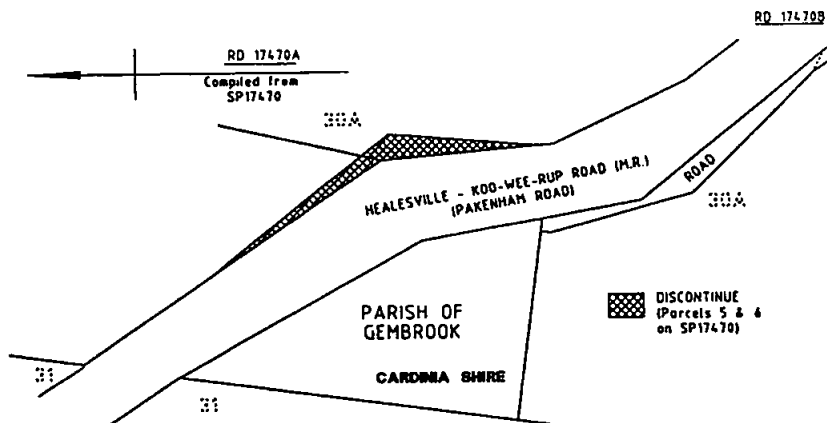 RD 17470B
RD 17470A
Compiled from
SP17470
30A
HEALESVILLE - KOO-WEE-RUP ROAD (M.R.)
(PAKENHAM ROAD)
ROAD
30A
DISCONTINUE
(Parcels 5 & 6
on SP17470)
PARISH OF
GEMBROOK
CARDINIA SHIRE
31
31